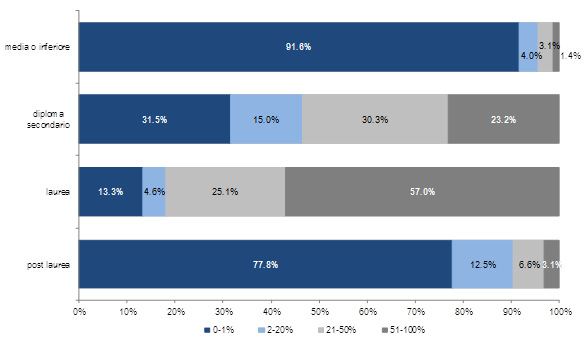 media o inferiore
91.6%
4.0%
3.1%
1.4%
diploma
secondario
31.5%
15.0%
30.3%
23.2%
laurea
13.3%
4.6%
25.1%
57.0%
post laurea
77.8%
12.5%
6.6%
3.1%
0% 10% 20% 30% 40% 50% 60% 70% 80% 90% 100%
0-1% 2-20% 21-50% 51-100%